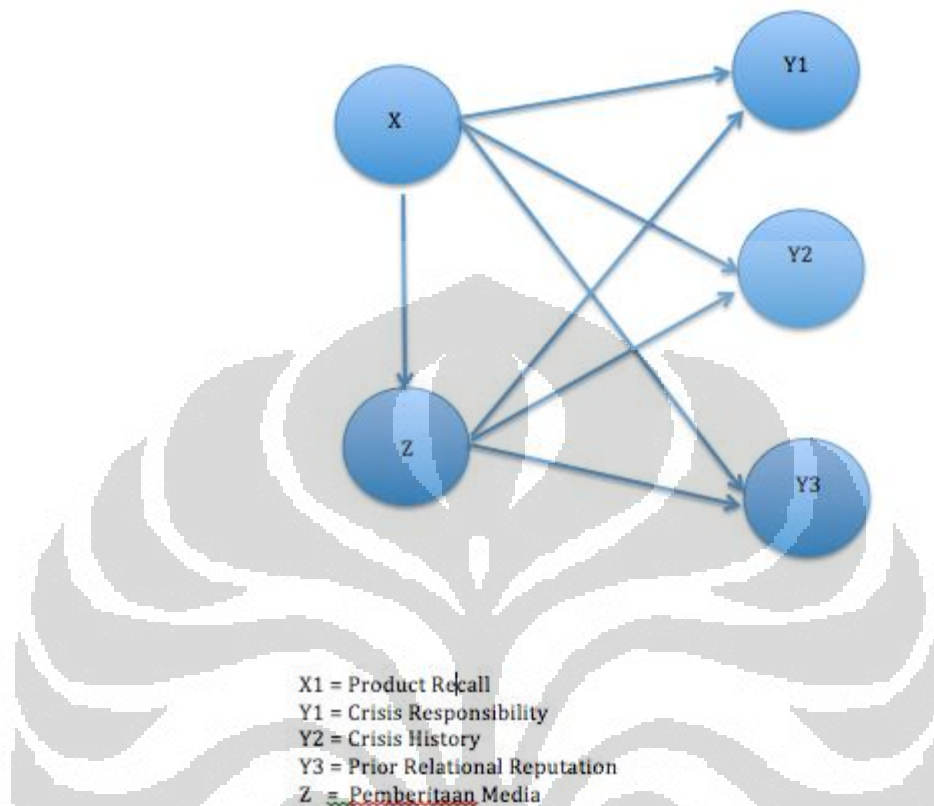 X
Y1
Y2
Z
Y3
X1 = Product Recall
Y1 = Crisis Responsibility
Y2 = Crisis History
Y3 = Prior Relational Reputation
Z = Pemberitaan Media